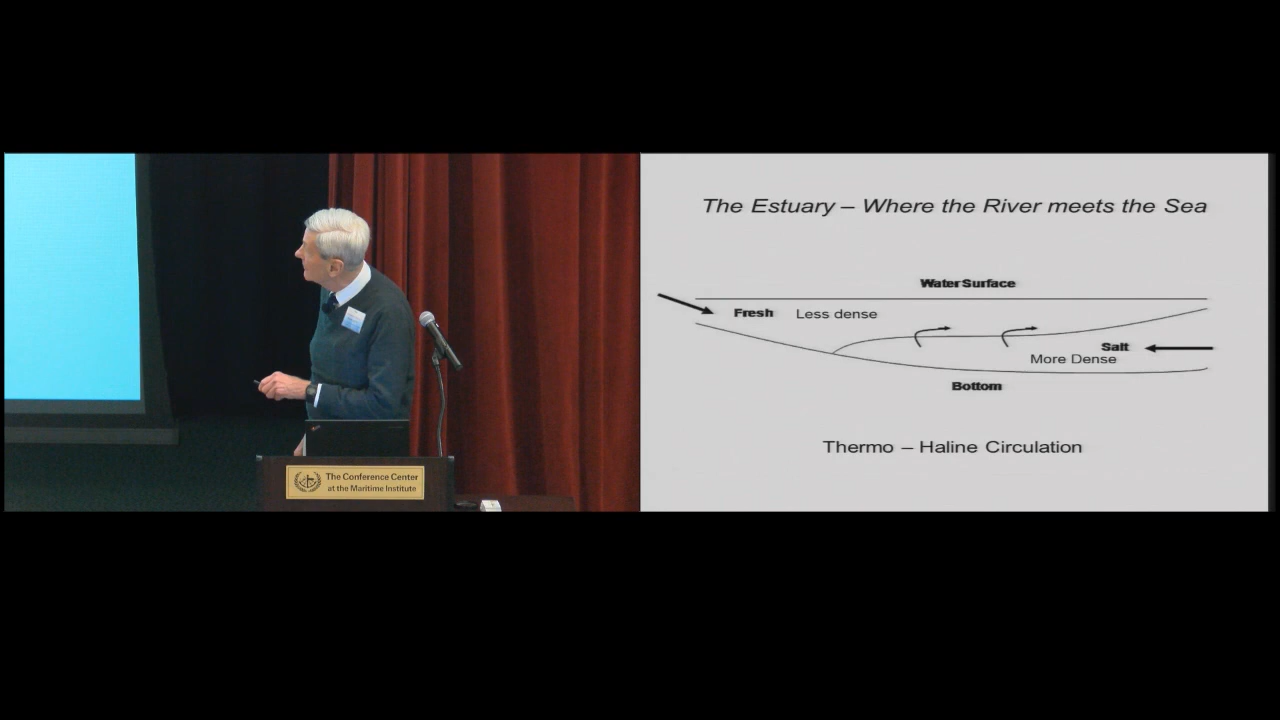 The Conference Center
at the Maritime Institute
The Estuary – Where the River meets the Sea
Water Surface
Fresh
Less dense
Salt
More Dense
Bottom
Thermo – Haline Circulation